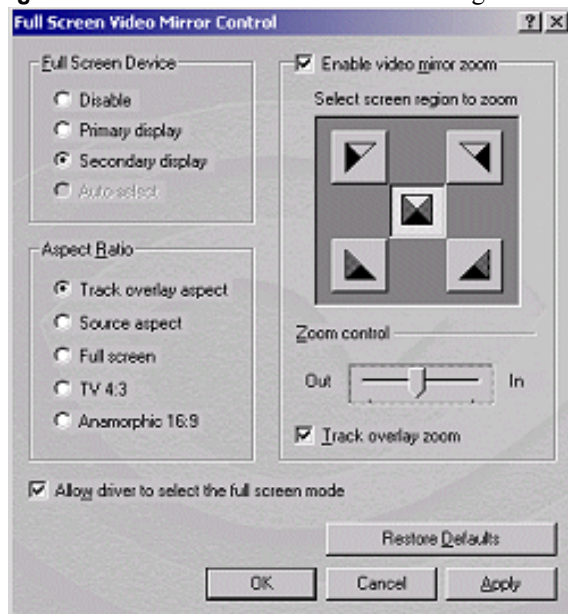 Full Screen Video Mirror Control
Full Screen Device
Disable
Primary display
Secondary display
Auto-select
Aspect Ratio
Track overlay aspect
Source aspect
Full screen
TV 4:3
Anamorphic 16:9
Enable video mirror zoom
Select screen region to zoom
Zoom control
Out
In
Track overlay zoom
Allow driver to select the full screen mode
Restore Defaults
OK
Cancel
Apply